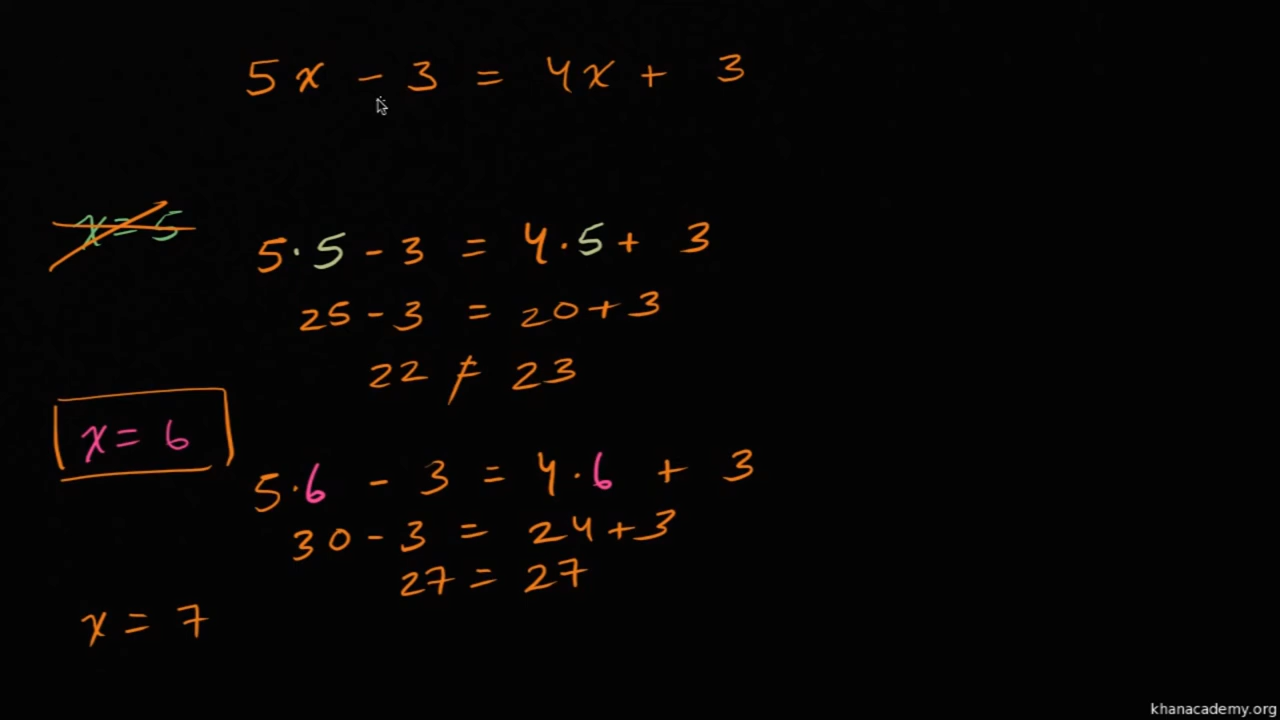 5x - 3 = 4x + 3
x = 5
5·5 - 3 = 4·5 + 3
25 - 3 = 20 + 3
22 ≠ 23
x = 6
5·6 - 3 = 4·6 + 3
30 - 3 = 24 + 3
27 = 27
x = 7
khanacademy.org